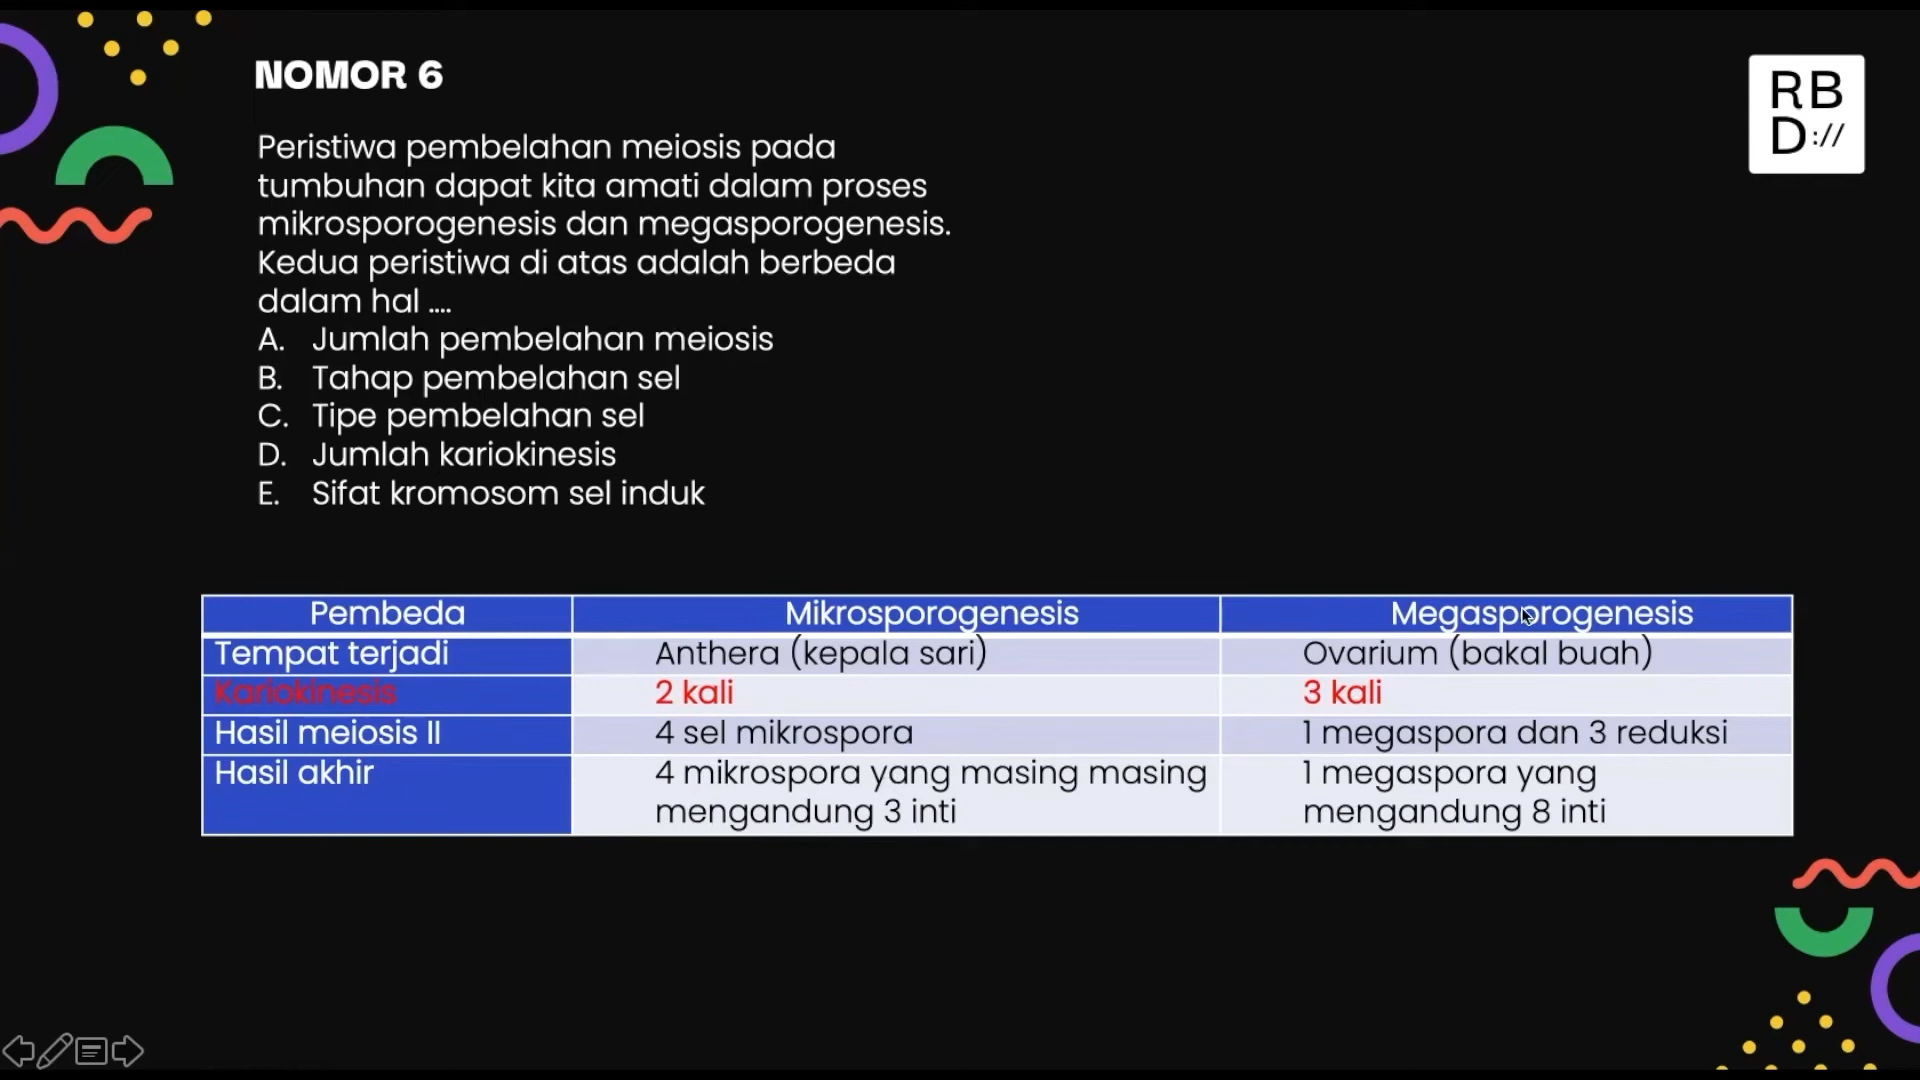 NOMOR 6
RB
D://
Peristiwa pembelahan meiosis pada
tumbuhan dapat kita amati dalam proses
mikrosporogenesis dan megasporogenesis.
Kedua peristiwa di atas adalah berbeda
dalam hal ....
A. Jumlah pembelahan meiosis
B. Tahap pembelahan sel
C. Tipe pembelahan sel
D. Jumlah kariokinesis
E. Sifat kromosom sel induk
Pembeda Mikrosporogenesis Megasporogenesis
Tempat terjadi Anthera (kepala sari) Ovarium (bakal buah)
Kariokinesis 2 kali 3 kali
Hasil meiosis II 4 sel mikrospora 1 megaspora dan 3 reduksi
Hasil akhir 4 mikrospora yang masing masing 1 megaspora yang
mengandung 3 inti mengandung 8 inti